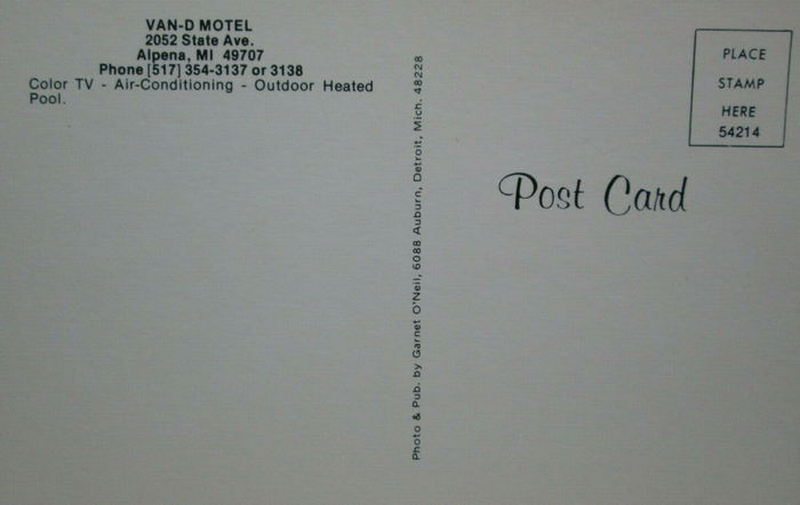 VAN-D MOTEL
2052 State Ave.
Alpena, MI 49707
Phone [517] 354-3137 or 3138
Color TV - Air-Conditioning - Outdoor Heated
Pool.
Photo & Pub. by Garnet O'Neil, 6088 Auburn, Detroit, Mich. 48228
PLACE
STAMP
HERE
54214
Post Card